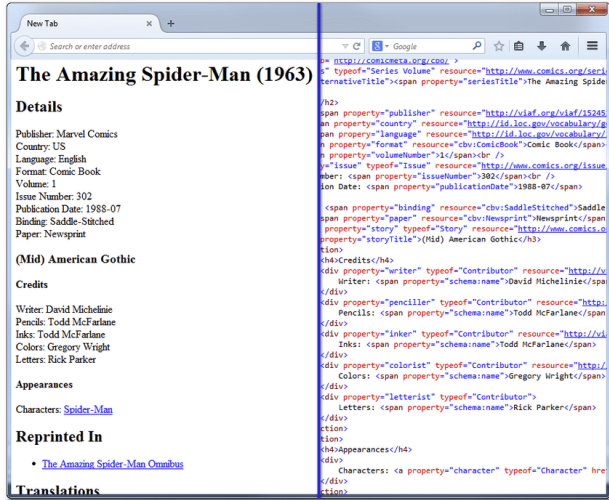 New Tab
Search or enter address
Google
The Amazing Spider-Man (1963)
Details
Publisher: Marvel Comics
Country: US
Language: English
Format: Comic Book
Volume: 1
Issue Number: 302
Publication Date: 1988-07
Binding: Saddle-Stitched
Paper: Newsprint
(Mid) American Gothic
Credits
Writer: David Michelinie
Pencils: Todd McFarlane
Inks: Todd McFarlane
Colors: Gregory Wright
Letters: Rick Parker
Appearances
Characters: Spider-Man
Reprinted In
The Amazing Spider-Man Omnibus
Translations
http://comicmeta.org/cbo/ >
s" typeof="Series Volume" resource="http://www.comics.org/seri
ternativeTitle"><span property="seriesTitle">The Amazing Spide
/h2>
span property="publisher" resource="http://viaf.org/viaf/15245
pan property="country" resource="http://id.loc.gov/vocabulary/g
span property="language" resource="http://id.loc.gov/vocabulary/
n property="format" resource="cbv:ComicBook">Comic Book</span>
n property="volumeNumber">1</span><br />
y="issue" typeof="Issue" resource="http://www.comics.org/issue
mber: <span property="issueNumber">302</span><br />
ion Date: <span property="publicationDate">1988-07</span>
<span property="binding" resource="cbv:SaddleStitched">Saddle
span property="paper" resource="cbv:Newsprint">Newsprint</span
property="story" typeof="Story" resource="http://www.comics.o
property="storyTitle">(Mid) American Gothic</h3>
tion>
<h4>Credits</h4>
<div property="writer" typeof="Contributor" resource="http://v
Writer: <span property="schema:name">David Michelinie</spa
</div>
<div property="penciller" typeof="Contributor" resource="http:
Pencils: <span property="schema:name">Todd McFarlane</span
</div>
<div property="inker" typeof="Contributor" resource="http://vi
Inks: <span property="schema:name">Todd McFarlane</span>
</div>
<div property="colorist" typeof="Contributor" resource="http:/
Colors: <span property="schema:name">Gregory Wright</span>
</div>
<div property="letterist" typeof="Contributor">
Letters: <span property="schema:name">Rick Parker</span>
</div>
ction>
tion>
<h4>Appearances</h4>
<div>
Characters: <a property="character" typeof="Character" hre
</div>
ction>